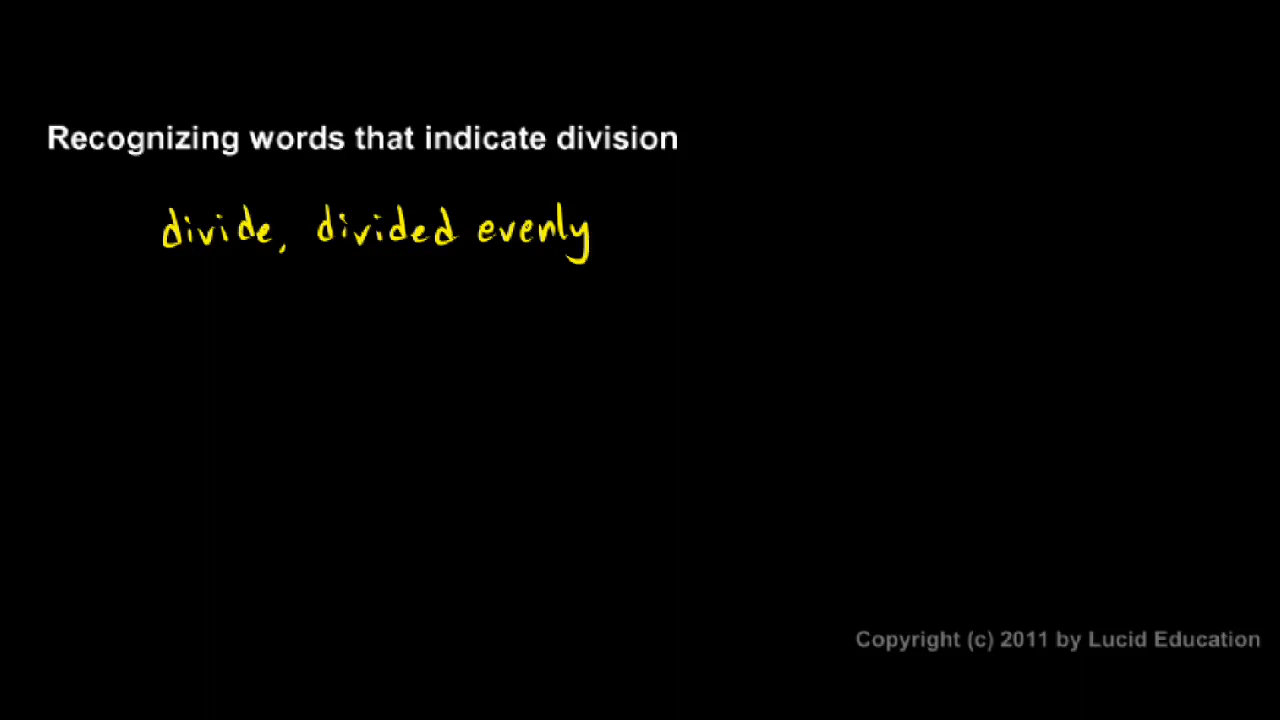 Recognizing words that indicate division
divide, divided evenly
Copyright (c) 2011 by Lucid Education